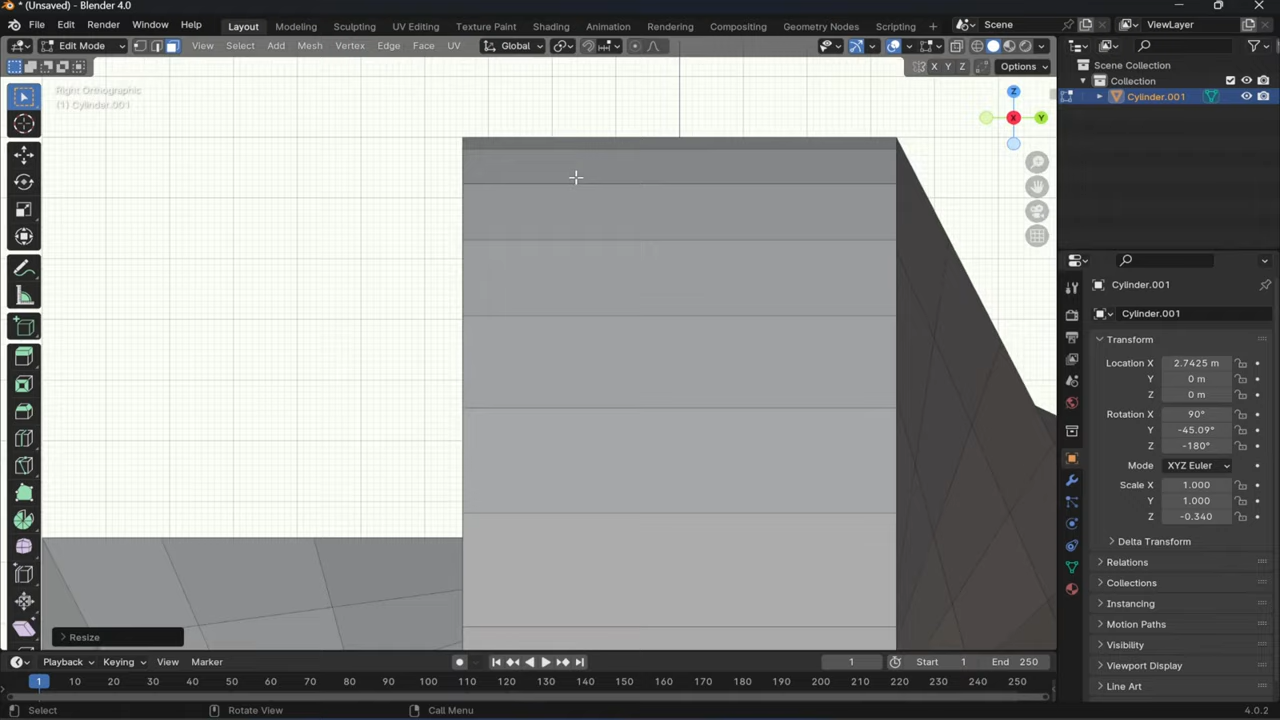 * (Unsaved) - Blender 4.0
File Edit Render Window Help Layout Modeling Sculpting UV Editing Texture Paint Shading Animation Rendering Compositing Geometry Nodes Scripting + Scene ViewLayer
Edit Mode View Select Add Mesh Vertex Edge Face UV Global
X Y Z Options
Right Orthographic
(1) Cylinder.001
Z
X
Y
Scene Collection
Collection
Cylinder.001
Cylinder.001
Cylinder.001
Transform
Location X 2.7425 m
Y 0 m
Z 0 m
Rotation X 90°
Y -45.09°
Z -180°
Mode XYZ Euler
Scale X 1.000
Y 1.000
Z -0.340
Delta Transform
Relations
Collections
Instancing
Motion Paths
Visibility
Viewport Display
Line Art
Resize
Playback Keying View Marker 1 Start 1 End 250
1 10 20 30 40 50 60 70 80 90 100 110 120 130 140 150 160 170 180 190 200 210 220 230 240 250
Select Rotate View Call Menu 4.0.2